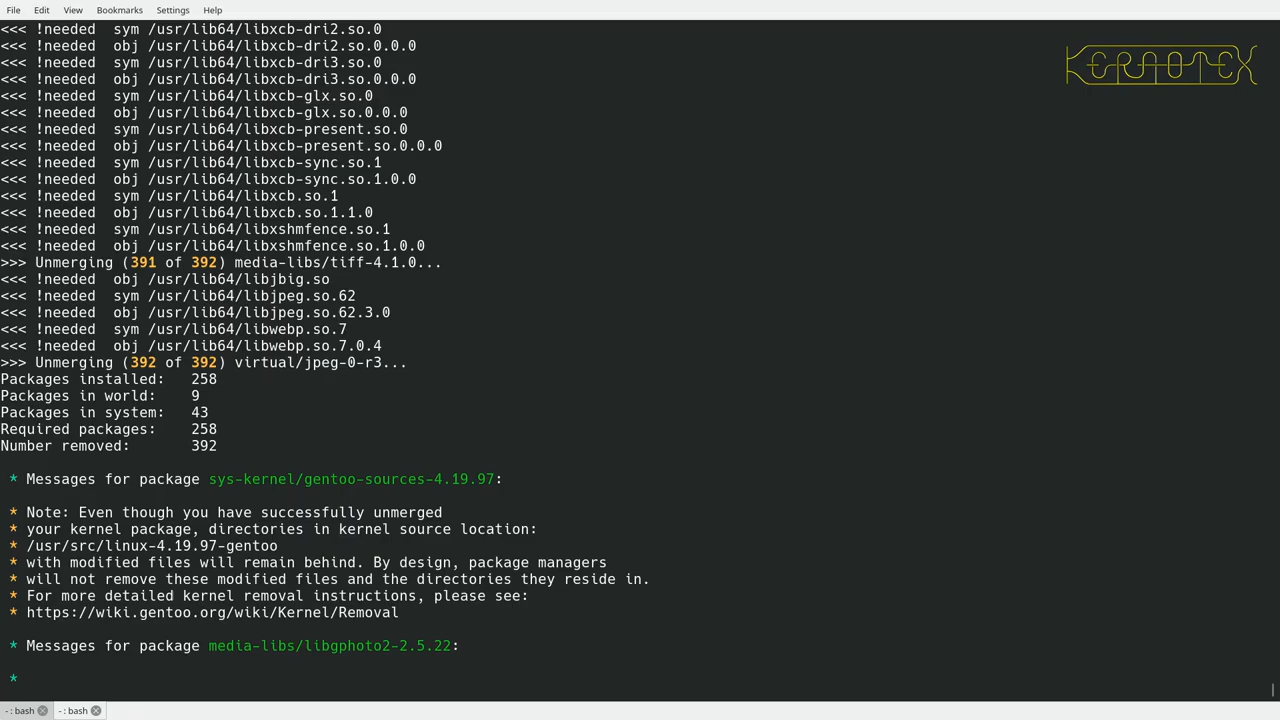 File Edit View Bookmarks Settings Help
<<< !needed  sym /usr/lib64/libxcb-dri2.so.0
<<< !needed  obj /usr/lib64/libxcb-dri2.so.0.0.0
<<< !needed  sym /usr/lib64/libxcb-dri3.so.0
<<< !needed  obj /usr/lib64/libxcb-dri3.so.0.0.0
<<< !needed  sym /usr/lib64/libxcb-glx.so.0
<<< !needed  obj /usr/lib64/libxcb-glx.so.0.0.0
<<< !needed  sym /usr/lib64/libxcb-present.so.0
<<< !needed  obj /usr/lib64/libxcb-present.so.0.0.0
<<< !needed  sym /usr/lib64/libxcb-sync.so.1
<<< !needed  obj /usr/lib64/libxcb-sync.so.1.0.0
<<< !needed  sym /usr/lib64/libxcb.so.1
<<< !needed  obj /usr/lib64/libxcb.so.1.1.0
<<< !needed  sym /usr/lib64/libxshmfence.so.1
<<< !needed  obj /usr/lib64/libxshmfence.so.1.0.0
>>> Unmerging (391 of 392) media-libs/tiff-4.1.0...
<<< !needed  obj /usr/lib64/libjbig.so
<<< !needed  sym /usr/lib64/libjpeg.so.62
<<< !needed  obj /usr/lib64/libjpeg.so.62.3.0
<<< !needed  sym /usr/lib64/libwebp.so.7
<<< !needed  obj /usr/lib64/libwebp.so.7.0.4
>>> Unmerging (392 of 392) virtual/jpeg-0-r3...
Packages installed:   258
Packages in world:    9
Packages in system:   43
Required packages:    258
Number removed:       392
* Messages for package sys-kernel/gentoo-sources-4.19.97:
* Note: Even though you have successfully unmerged
* your kernel package, directories in kernel source location:
* /usr/src/linux-4.19.97-gentoo
* with modified files will remain behind. By design, package managers
* will not remove these modified files and the directories they reside in.
* For more detailed kernel removal instructions, please see:
* https://wiki.gentoo.org/wiki/Kernel/Removal
* Messages for package media-libs/libgphoto2-2.5.22:
*
- : bash - : bash